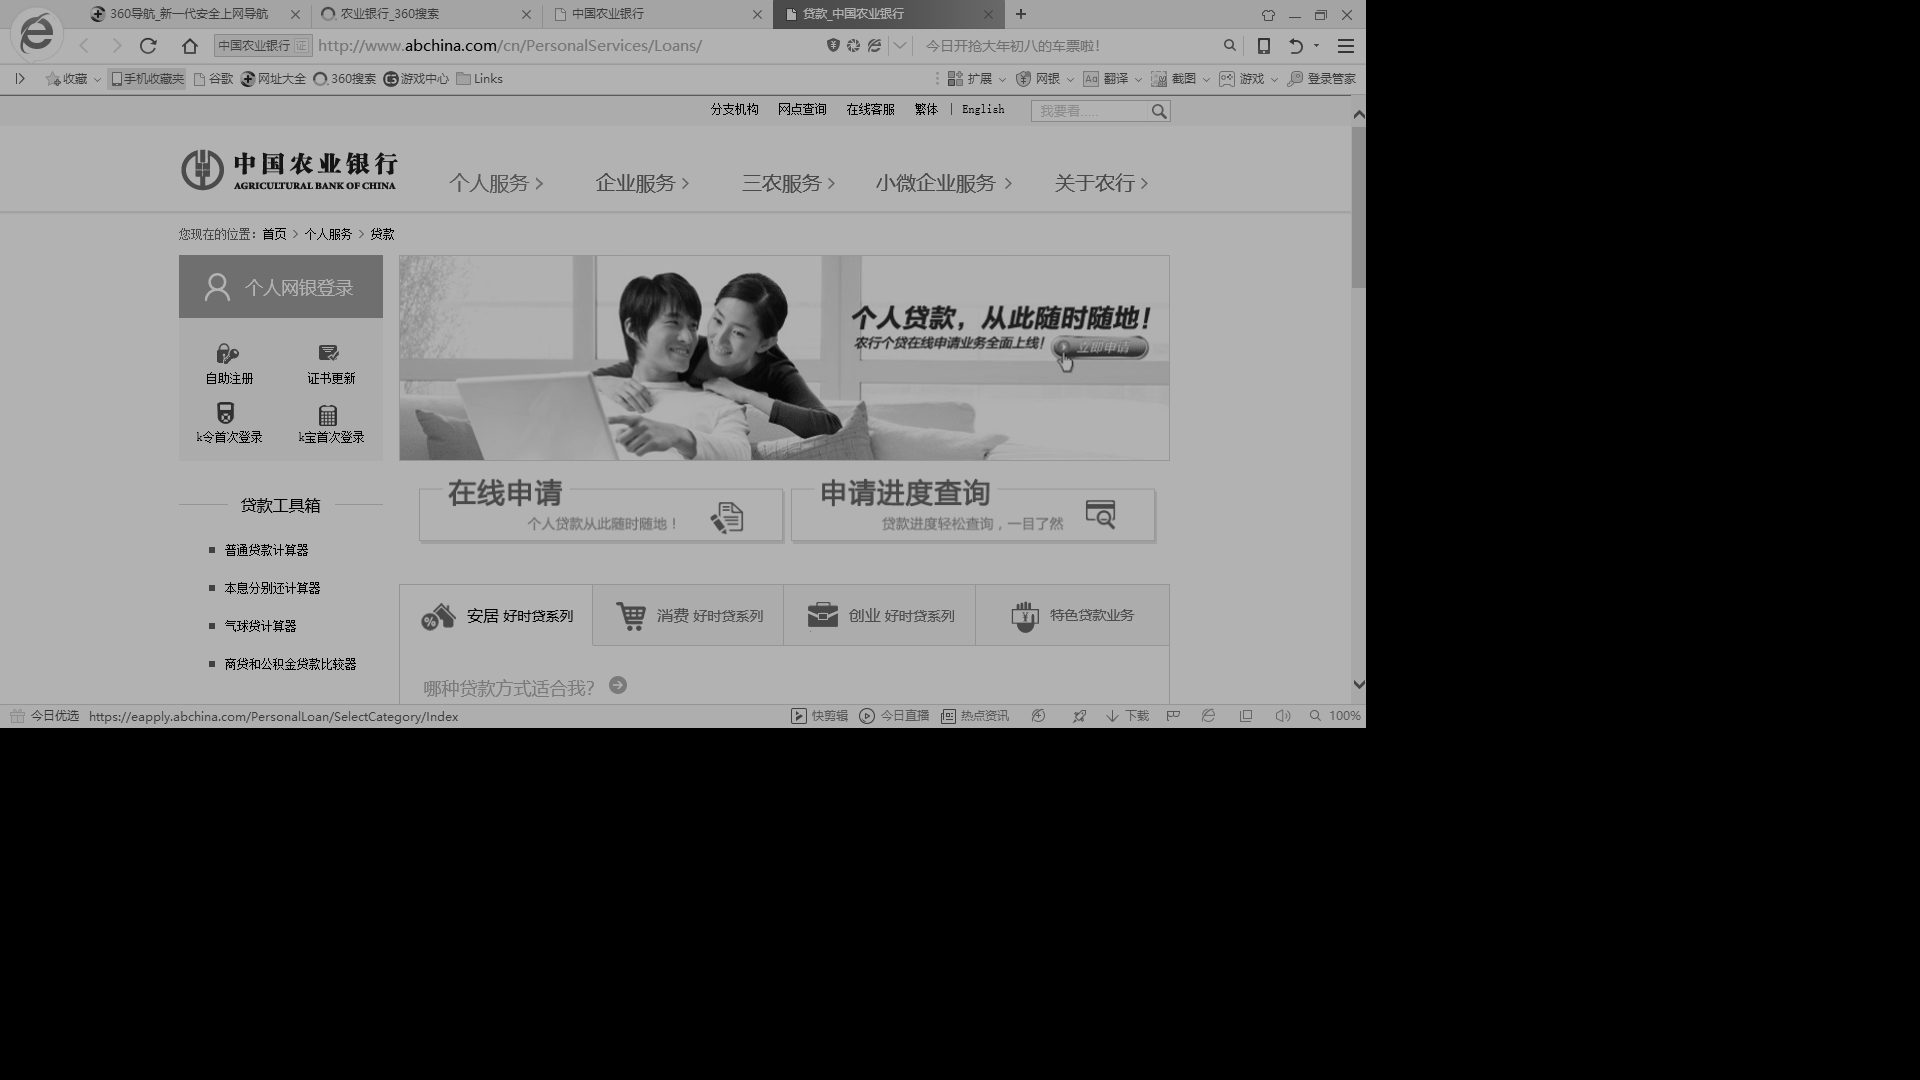 360导航_新一代安全上网导航
农业银行_360搜索
中国农业银行
贷款_中国农业银行
中国农业银行 证 http://www.abchina.com/cn/PersonalServices/Loans/
今日开抢大年初八的车票啦!
收藏 手机收藏夹 谷歌 网址大全 360搜索 游戏中心 Links
扩展 网银 翻译 截图 游戏 登录管家
分支机构 网点查询 在线客服 繁体 | English
我要看.....
中国农业银行
AGRICULTURAL BANK OF CHINA
个人服务 企业服务 三农服务 小微企业服务 关于农行
您现在的位置: 首页 > 个人服务 > 贷款
个人网银登录
自助注册 证书更新
k令首次登录 k宝首次登录
个人贷款，从此随时随地!
农行个贷在线申请业务全面上线!
立即申请
在线申请
个人贷款从此随时随地！
申请进度查询
贷款进度轻松查询，一目了然
贷款工具箱
普通贷款计算器
本息分别还计算器
气球贷计算器
商贷和公积金贷款比较器
安居 好时贷系列
消费 好时贷系列
创业 好时贷系列
特色贷款业务
哪种贷款方式适合我?
今日优选 https://eapply.abchina.com/PersonalLoan/SelectCategory/Index
快剪辑 今日直播 热点资讯 下载 100%